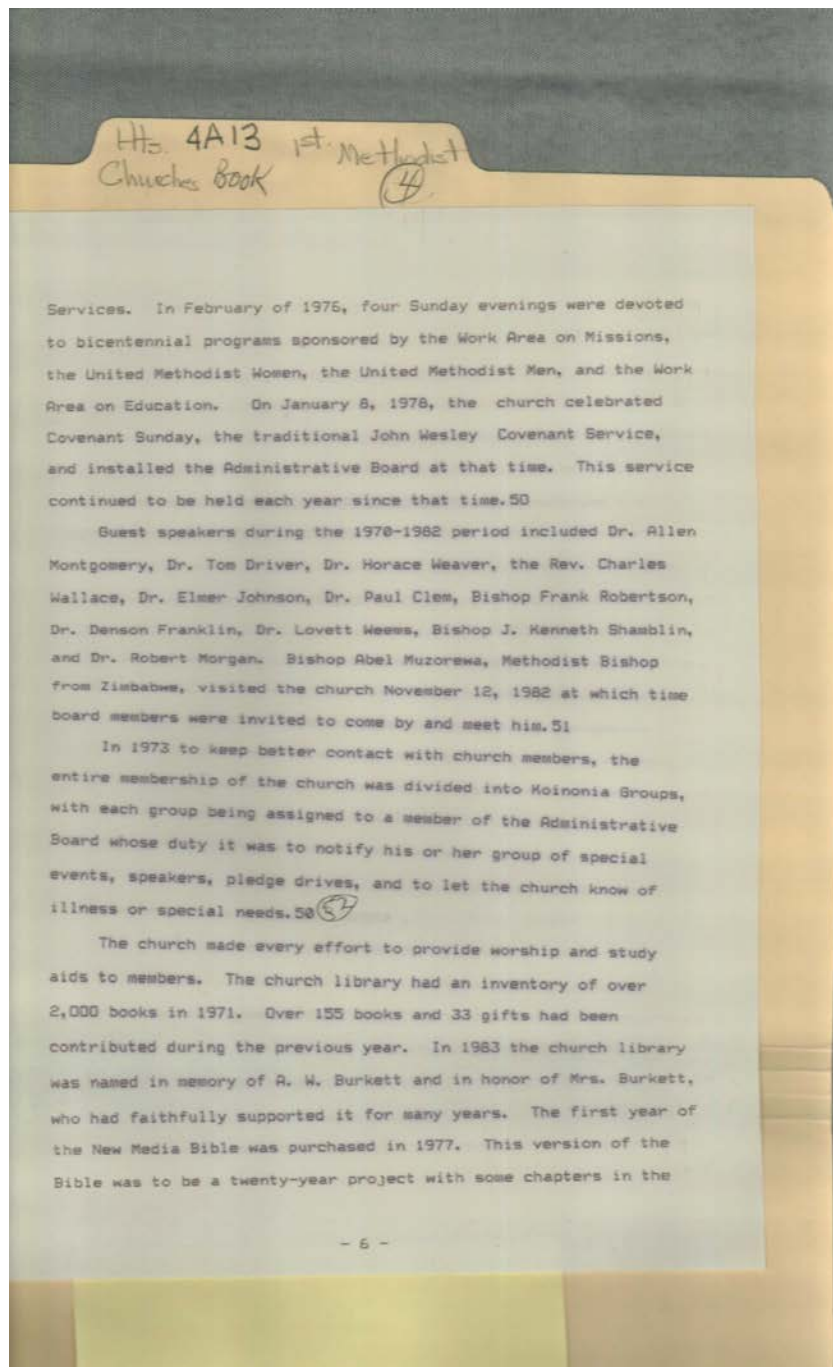 Hts. 4A13 1st. Methodist
Churches Book 4
Services. In February of 1976, four Sunday evenings were devoted
to bicentennial programs sponsored by the Work Area on Missions,
the United Methodist Women, the United Methodist Men, and the Work
Area on Education. On January 8, 1978, the church celebrated
Covenant Sunday, the traditional John Wesley Covenant Service,
and installed the Administrative Board at that time. This service
continued to be held each year since that time.50
Guest speakers during the 1970-1982 period included Dr. Allen
Montgomery, Dr. Tom Driver, Dr. Horace Weaver, the Rev. Charles
Wallace, Dr. Elmer Johnson, Dr. Paul Clem, Bishop Frank Robertson,
Dr. Denson Franklin, Dr. Lovett Weems, Bishop J. Kenneth Shamblin,
and Dr. Robert Morgan. Bishop Abel Muzorewa, Methodist Bishop
from Zimbabwe, visited the church November 12, 1982 at which time
board members were invited to come by and meet him.51
In 1973 to keep better contact with church members, the
entire membership of the church was divided into Koinonia Groups,
with each group being assigned to a member of the Administrative
Board whose duty it was to notify his or her group of special
events, speakers, pledge drives, and to let the church know of
illness or special needs.50 52
The church made every effort to provide worship and study
aids to members. The church library had an inventory of over
2,000 books in 1971. Over 155 books and 33 gifts had been
contributed during the previous year. In 1983 the church library
was named in memory of A. W. Burkett and in honor of Mrs. Burkett,
who had faithfully supported it for many years. The first year of
the New Media Bible was purchased in 1977. This version of the
Bible was to be a twenty-year project with some chapters in the
- 6 -